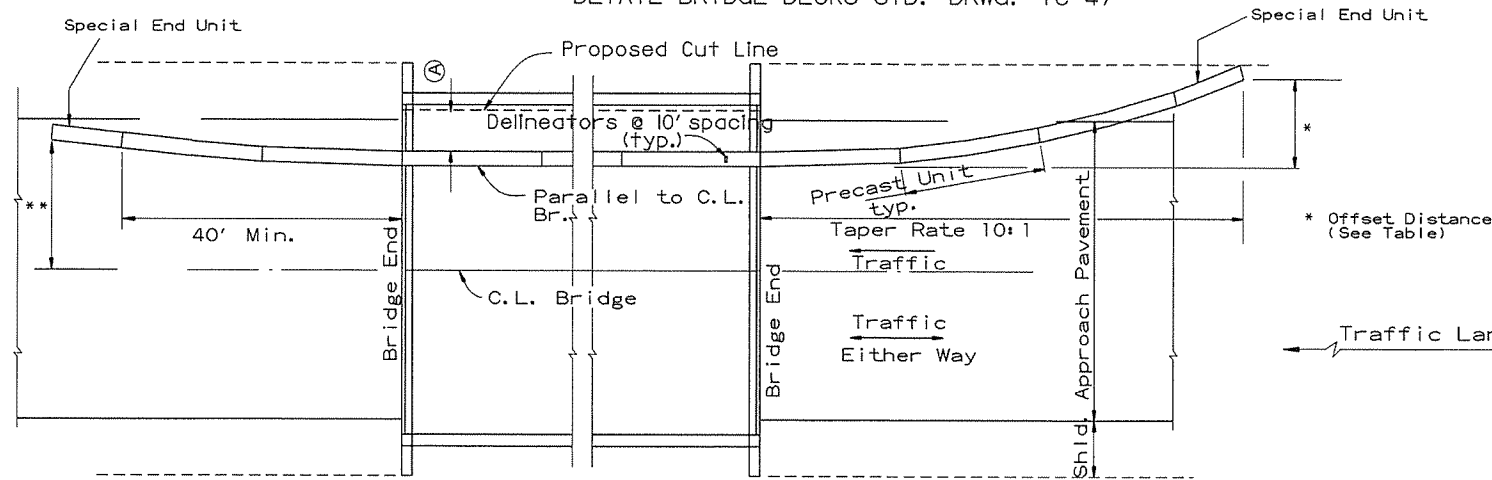 Special End Unit
Special End Unit
Proposed Cut Line
A
Delineators @ 10' spacing
(typ.)
*
Precast Unit
typ.
Parallel to C.L.
Br.
**
40' Min.
Taper Rate 10:1
* Offset Distance
(See Table)
Traffic
Bridge End
C.L. Bridge
Bridge End
Approach Pavement
Traffic
Either Way
Shld.